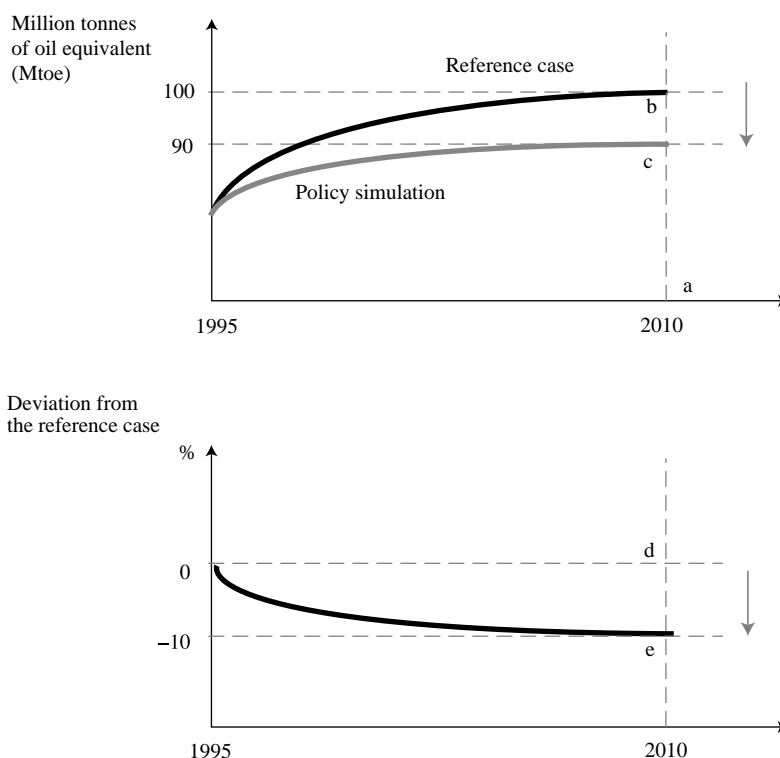 Million tonnes
of oil equivalent
(Mtoe)
Reference case
100
b
90
c
Policy simulation
a
1995
2010
Deviation from
the reference case
%
d
0
−10
e
1995
2010